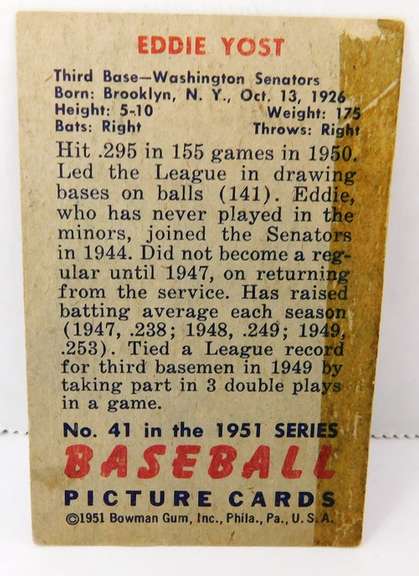 EDDIE YOST
Third Base—Washington Senators
Born: Brooklyn, N. Y., Oct. 13, 1926
Height: 5-10 Weight: 175
Bats: Right Throws: Right
Hit .295 in 155 games in 1950.
Led the League in drawing
bases on balls (141). Eddie,
who has never played in the
minors, joined the Senators
in 1944. Did not become a reg-
ular until 1947, on returning
from the service. Has raised
batting average each season
(1947, .238; 1948, .249; 1949,
.253). Tied a League record
for third basemen in 1949 by
taking part in 3 double plays
in a game.
No. 41 in the 1951 SERIES
BASEBALL
PICTURE CARDS
©1951 Bowman Gum, Inc., Phila., Pa., U. S. A.